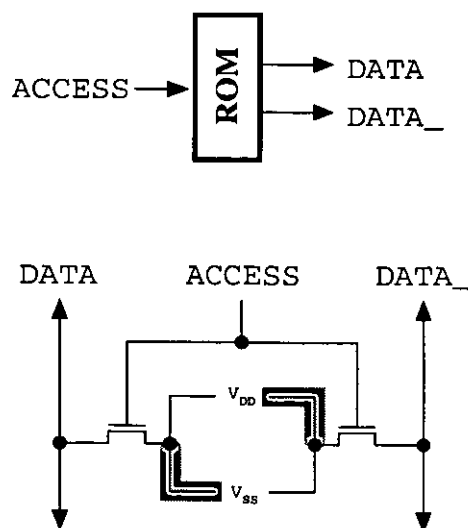 ACCESS
ROM
DATA
DATA_
DATA ACCESS DATA_
V_DD
V_SS